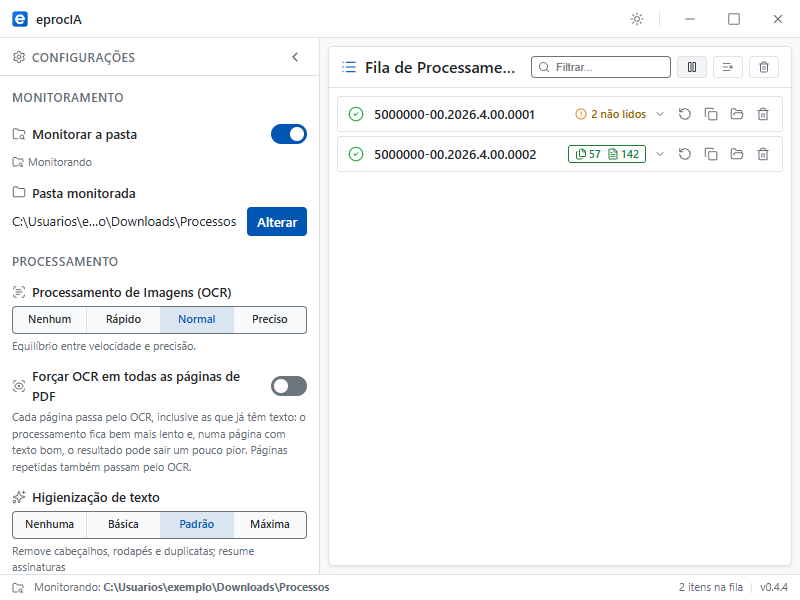 eprocIA
CONFIGURAÇÕES
MONITORAMENTO
Monitorar a pasta
Monitorando
Pasta monitorada
C:\Usuarios\e...o\Downloads\Processos
Alterar
PROCESSAMENTO
Processamento de Imagens (OCR)
Nenhum Rápido Normal Preciso
Equilíbrio entre velocidade e precisão.
Forçar OCR em todas as páginas de
PDF
Cada página passa pelo OCR, inclusive as que já têm texto: o
processamento fica bem mais lento e, numa página com
texto bom, o resultado pode sair um pouco pior. Páginas
repetidas também passam pelo OCR.
Higienização de texto
Nenhuma Básica Padrão Máxima
Remove cabeçalhos, rodapés e duplicatas; resume
assinaturas
Fila de Processame...
Filtrar...
5000000-00.2026.4.00.0001 2 não lidos
5000000-00.2026.4.00.0002 57 142
Monitorando: C:\Usuarios\exemplo\Downloads\Processos
2 itens na fila v0.4.4